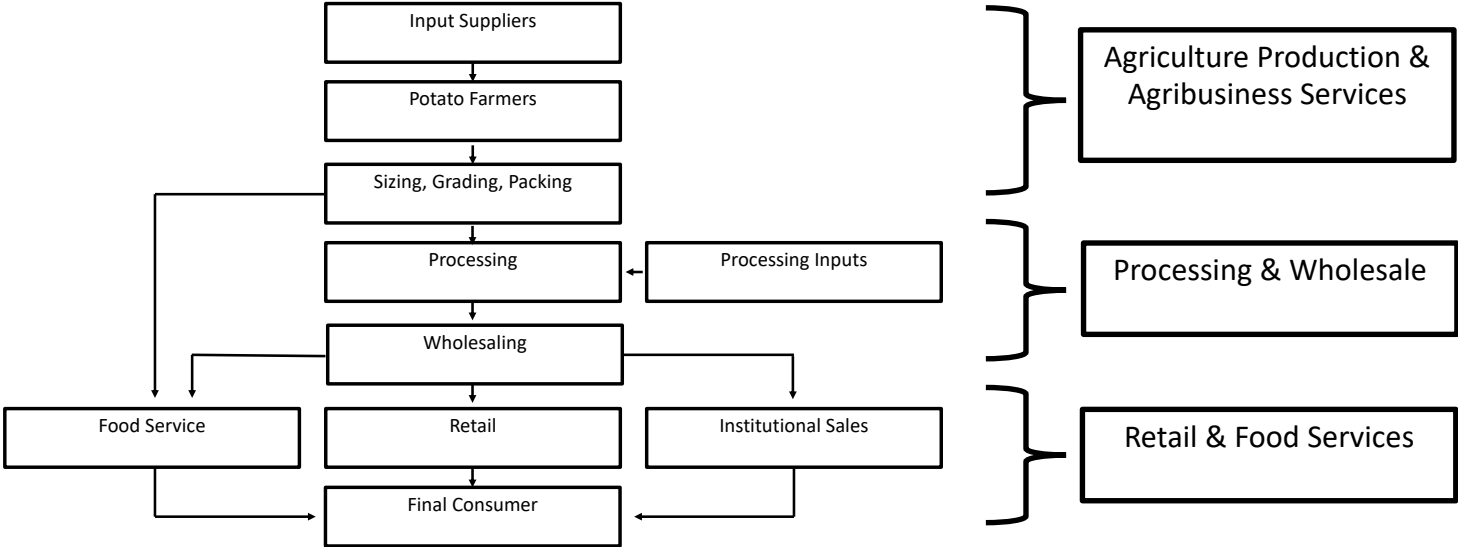 Input Suppliers
Agriculture Production &
Agribusiness Services
Potato Farmers
Sizing, Grading, Packing
Processing
Processing Inputs
Processing & Wholesale
Wholesaling
Food Service
Retail
Institutional Sales
Retail & Food Services
Final Consumer